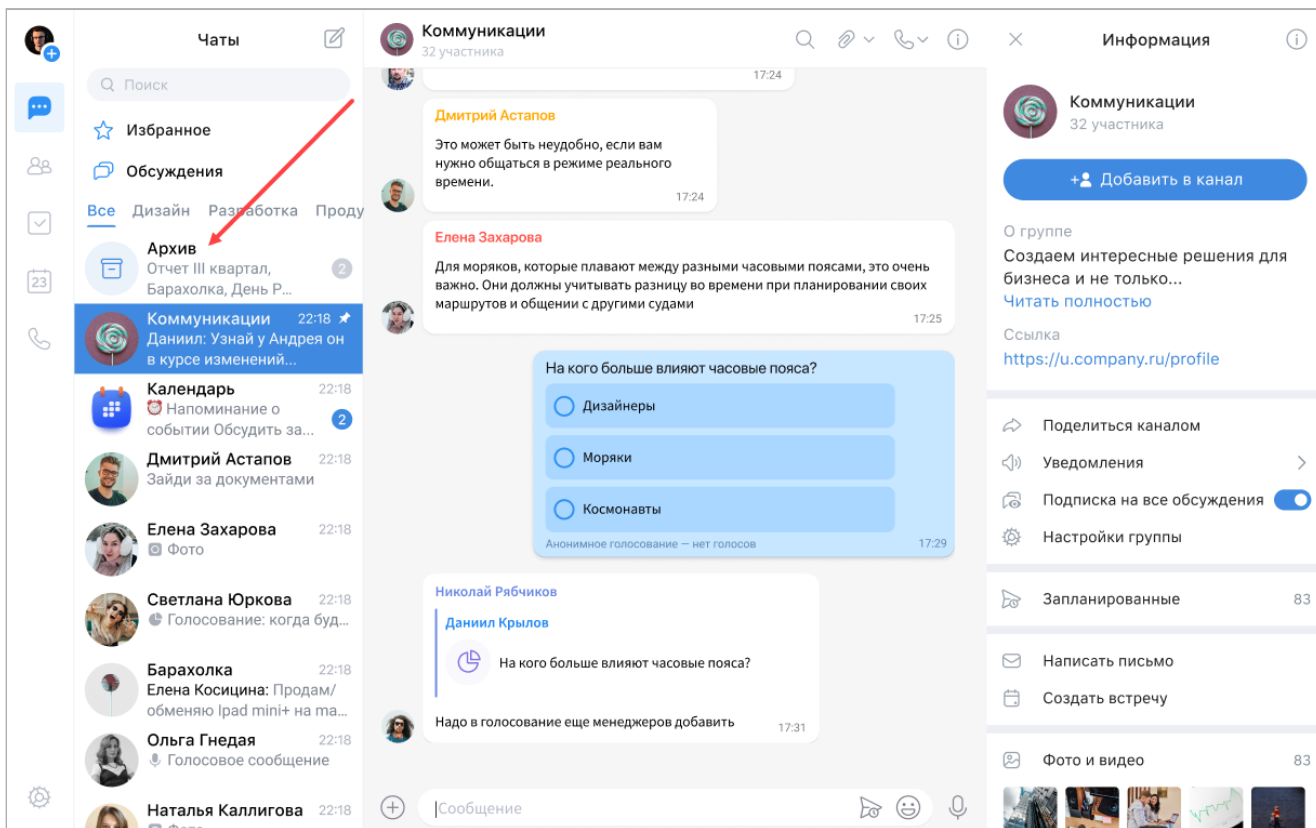 Чаты
Поиск
Избранное
Обсуждения
Все Дизайн Разработка Проду
Архив
Отчет III квартал,
Барахолка, День Р...
2
Коммуникации 22:18
Даниил: Узнай у Андрея он
в курсе изменений...
Календарь 22:18
Напоминание о
событии Обсудить за...
2
Дмитрий Астапов 22:18
Зайди за документами
Елена Захарова 22:18
Фото
Светлана Юркова 22:18
Голосование: когда буд...
Барахолка 22:18
Елена Косицина: Продам/
обменяю Ipad mini+ на ma...
Ольга Гнедая 22:18
Голосовое сообщение
Наталья Каллигова 22:18
23
Коммуникации
32 участника
17:24
Дмитрий Астапов
Это может быть неудобно, если вам
нужно общаться в режиме реального
времени.
17:24
Елена Захарова
Для моряков, которые плавают между разными часовыми поясами, это очень
важно. Они должны учитывать разницу во времени при планировании своих
маршрутов и общении с другими судами
17:25
На кого больше влияют часовые пояса?
Дизайнеры
Моряки
Космонавты
Анонимное голосование — нет голосов 17:29
Николай Рябчиков
Даниил Крылов
На кого больше влияют часовые пояса?
Надо в голосование еще менеджеров добавить 17:31
Сообщение
Информация
Коммуникации
32 участника
Добавить в канал
О группе
Создаем интересные решения для
бизнеса и не только...
Читать полностью
Ссылка
https://u.company.ru/profile
Поделиться каналом
Уведомления
Подписка на все обсуждения
Настройки группы
Запланированные 83
Написать письмо
Создать встречу
Фото и видео 83